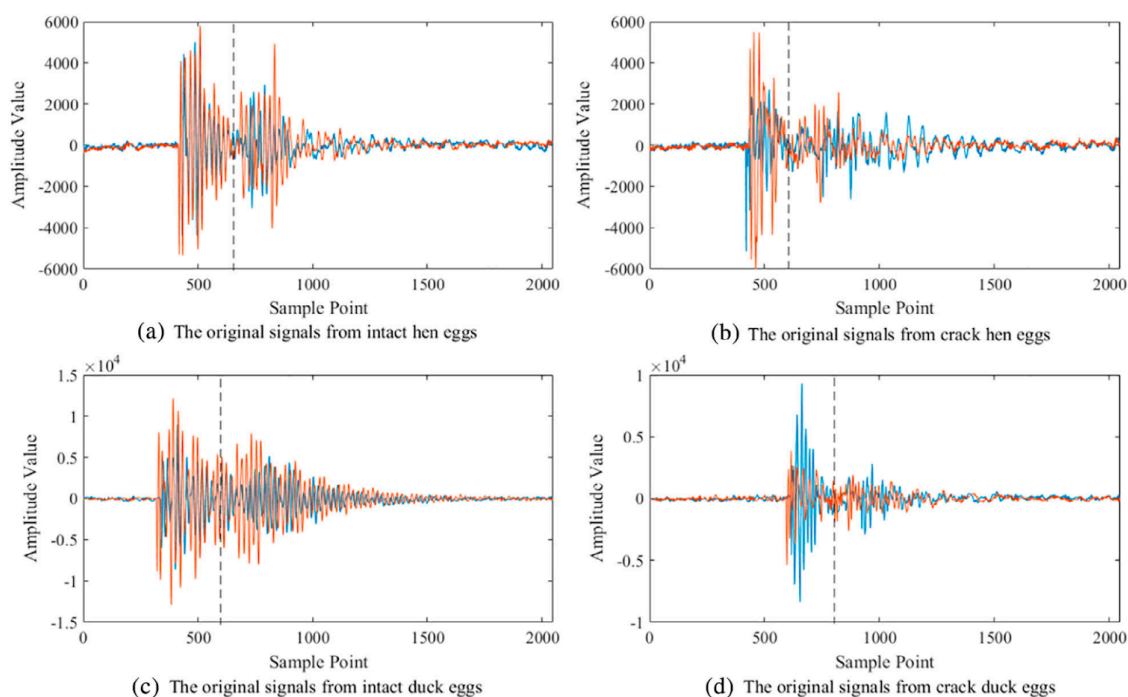 6000
4000
2000
0
-2000
-4000
-6000
Amplitude Value
0 500 1000 1500 2000
Sample Point
(a) The original signals from intact hen eggs
6000
4000
2000
0
-2000
-4000
-6000
Amplitude Value
0 500 1000 1500 2000
Sample Point
(b) The original signals from crack hen eggs
×10⁴
1.5
1
0.5
0
-0.5
-1
-1.5
Amplitude Value
0 500 1000 1500 2000
Sample Point
(c) The original signals from intact duck eggs
×10⁴
1
0.5
0
-0.5
-1
Amplitude Value
0 500 1000 1500 2000
Sample Point
(d) The original signals from crack duck eggs